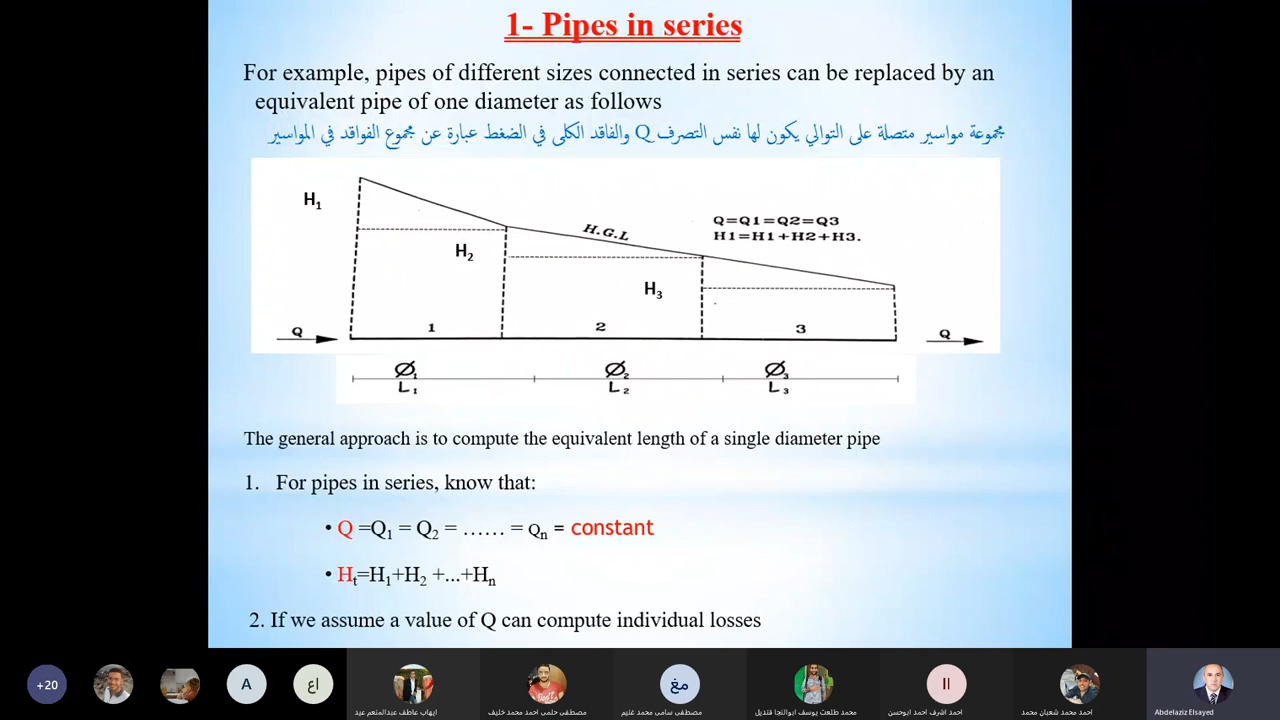 1- Pipes in series
For example, pipes of different sizes connected in series can be replaced by an
equivalent pipe of one diameter as follows
مجموعة مواسير متصلة على التوالي يكون لها نفس التصرف Q والفاقد الكلى في الضغط عبارة عن مجموع الفواقد في المواسير
H₁
H.G.L
Q=Q1=Q2=Q3
H1=H1+H2+H3.
H₂
H₃
Q 1 2 3 Q
Ø₁ Ø₂ Ø₃
L₁ L₂ L₃
The general approach is to compute the equivalent length of a single diameter pipe
1. For pipes in series, know that:
• Q =Q₁ = Q₂ = …… = Qₙ = constant
• Hₜ=H₁+H₂ +...+Hₙ
2. If we assume a value of Q can compute individual losses
+20 A اع مغ اا
ايهاب عاطف عبدالمنعم عيد مصطفى حلمى احمد محمد خليف مصطفى سامى محمد غنيم محمد طلعت يوسف ابوالنجا قنديل احمد اشرف احمد ابوحسن احمد محمد شعبان محمد Abdelaziz Elsayed